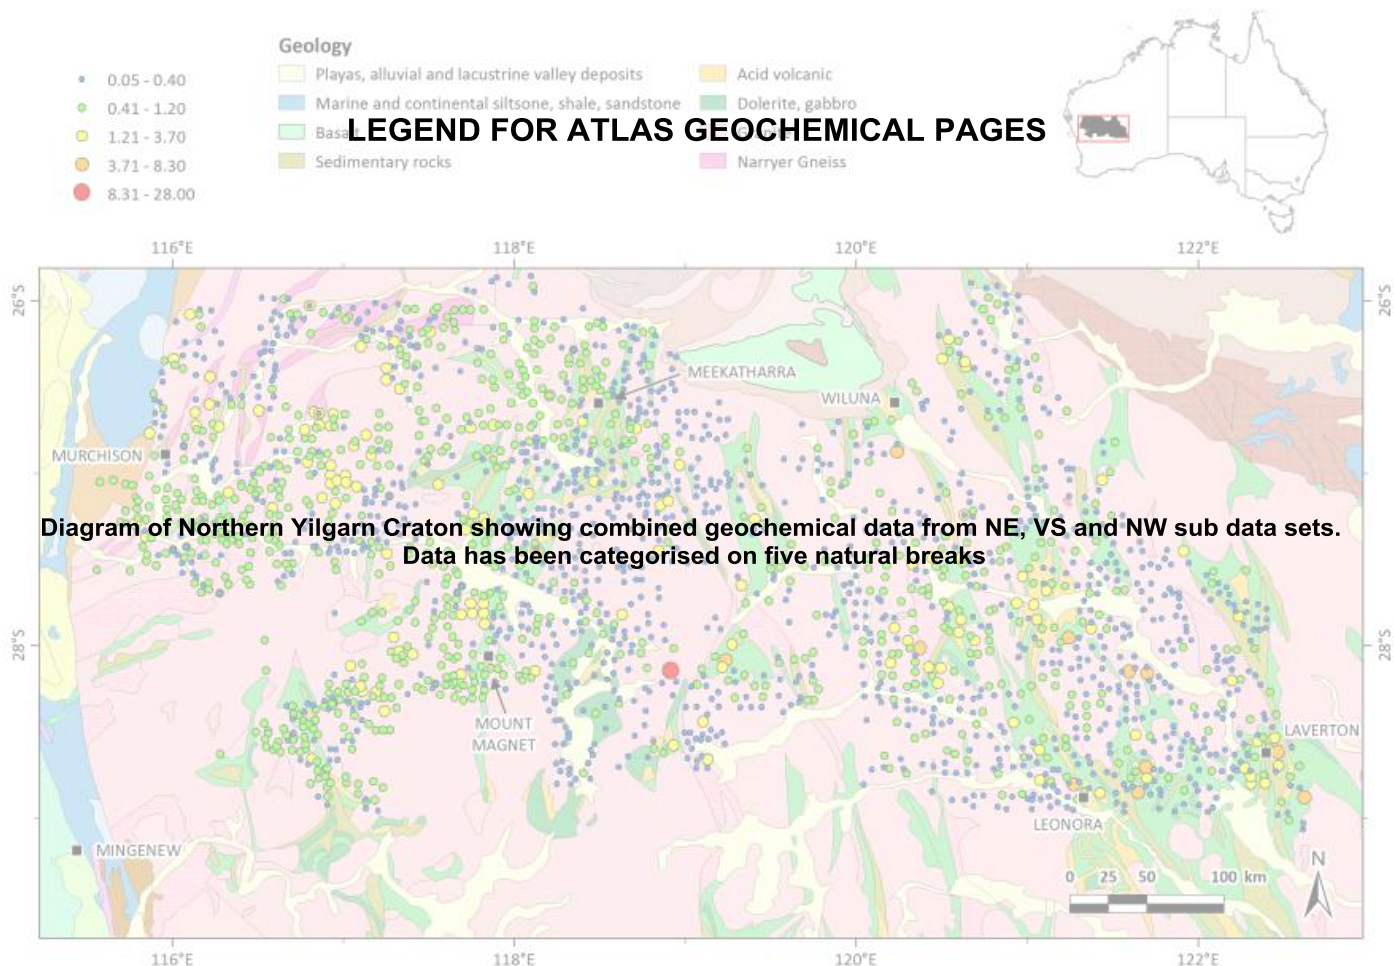 Geology
0.05 - 0.40
0.41 - 1.20
1.21 - 3.70
3.71 - 8.30
8.31 - 28.00
Playas, alluvial and lacustrine valley deposits
Marine and continental siltsone, shale, sandstone
Sedimentary rocks
Acid volcanic
Dolerite, gabbro
Narryer Gneiss
LEGEND FOR ATLAS GEOCHEMICAL PAGES
116°E 118°E 120°E 122°E
26°S 26°S
MEEKATHARRA
WILUNA
MURCHISON
Diagram of Northern Yilgarn Craton showing combined geochemical data from NE, VS and NW sub data sets.
Data has been categorised on five natural breaks
28°S 28°S
MOUNT
MAGNET
LAVERTON
LEONORA
MINGENEW
N
0 25 50 100 km
116°E 118°E 120°E 122°E